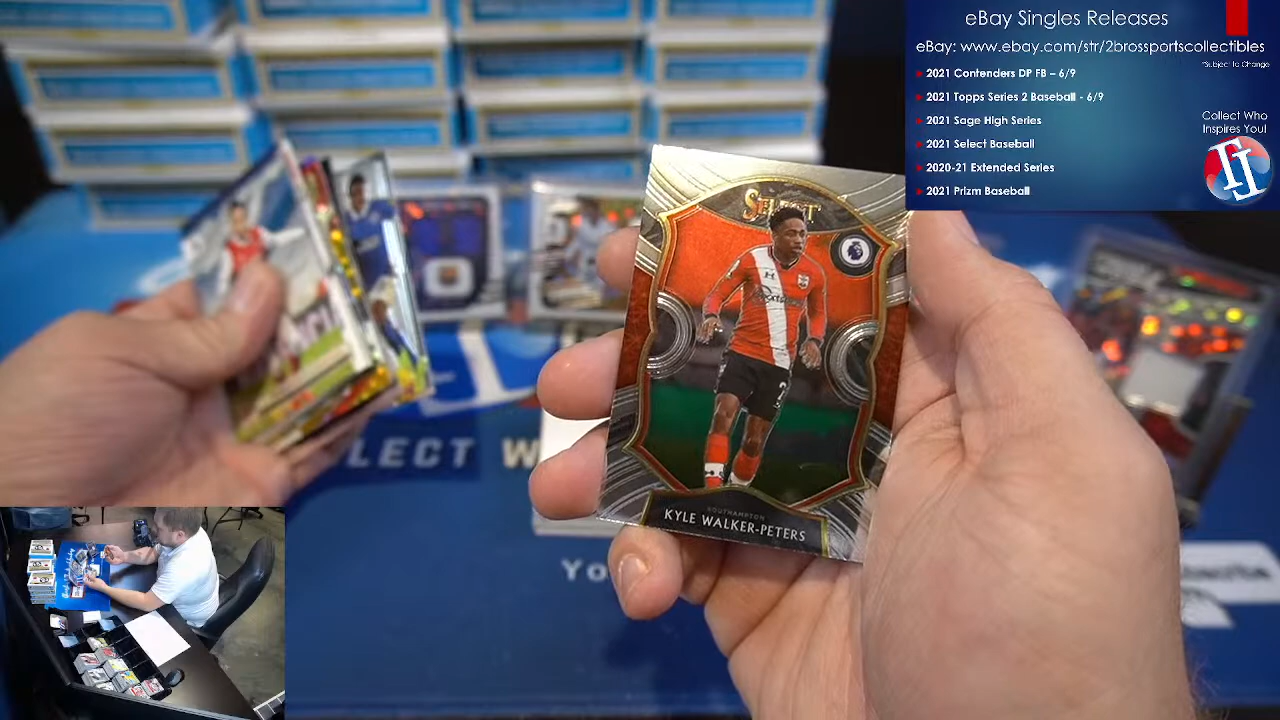 eBay Singles Releases
eBay: www.ebay.com/str/2brossportscollectibles
*Subject to Change
2021 Contenders DP FB – 6/9
2021 Topps Series 2 Baseball - 6/9
2021 Sage High Series
2021 Select Baseball
2020-21 Extended Series
2021 Prizm Baseball
Collect Who
Inspires You!
SELECT
SOUTHAMPTON
KYLE WALKER-PETERS
2
LECT W
Yo